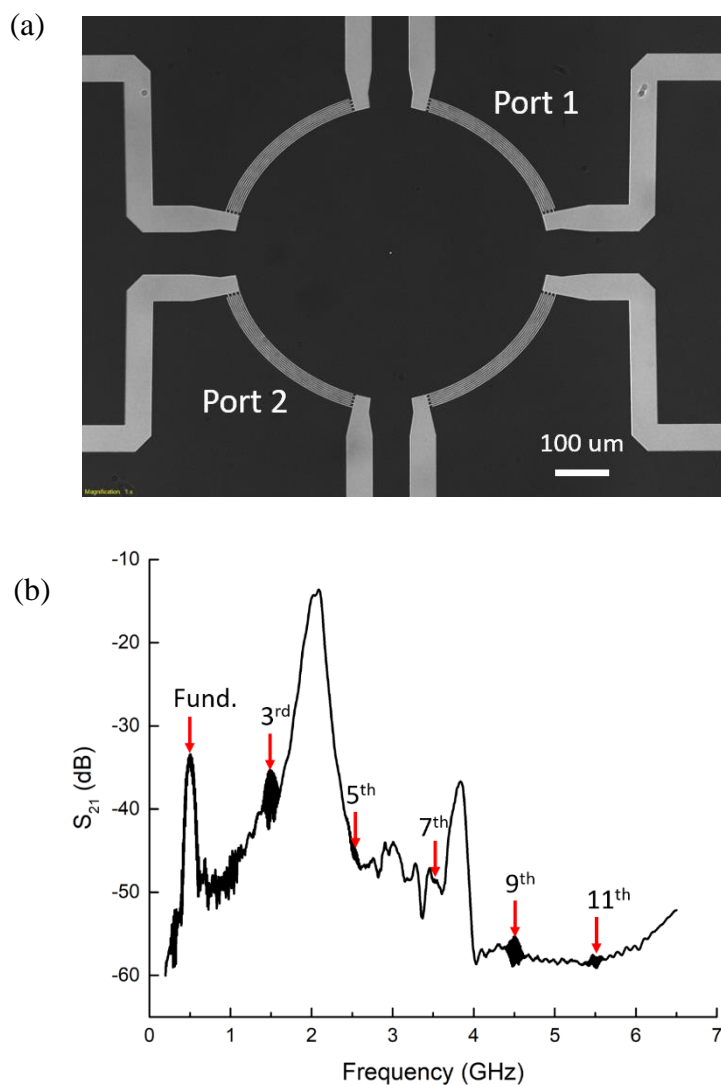 (a)
Port 1
Port 2
100 um
Magnification 1 x
(b)
-10
-20
-30
-40
-50
-60
S21 (dB)
Fund.
3rd
5th
7th
9th
11th
0 1 2 3 4 5 6 7
Frequency (GHz)